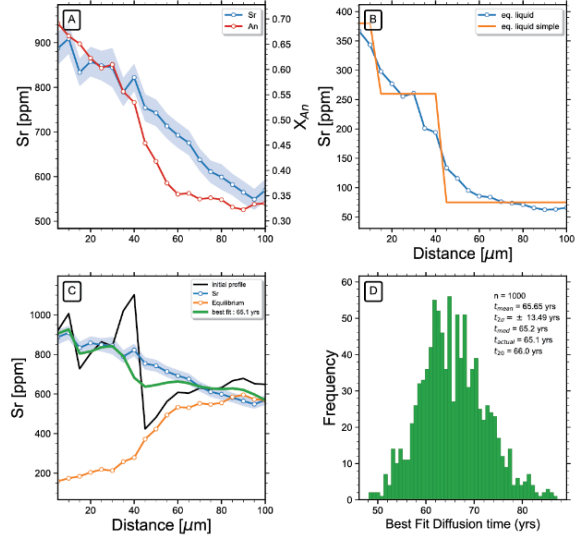 A
Sr
An
900
800
700
600
500
Sr [ppm]
0.70
0.65
0.60
0.55
0.50
0.45
0.40
0.35
0.30
X_An
20
40
60
80
100
Distance [µm]
B
eq. liquid
eq. liquid simple
400
350
300
250
200
150
100
50
Sr [ppm]
20
40
60
80
100
Distance [µm]
C
initial profile
Sr
Equilibrium
best fit : 65.1 yrs
1000
800
600
400
200
Sr [ppm]
20
40
60
80
100
Distance [µm]
D
n = 1000
t_mean = 65.65 yrs
t_2σ = ± 13.49 yrs
t_mod = 65.2 yrs
t_actual = 65.1 yrs
t_20 = 66.0 yrs
60
50
40
30
20
10
0
Frequency
50
60
70
80
Best Fit Diffusion time (yrs)